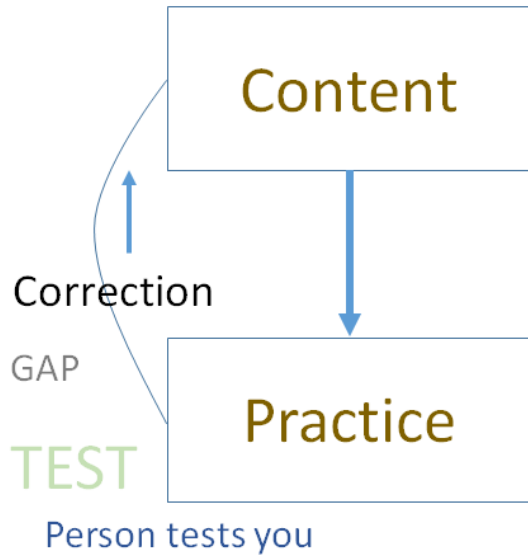 Content
Correction
GAP
Practice
TEST
Person tests you